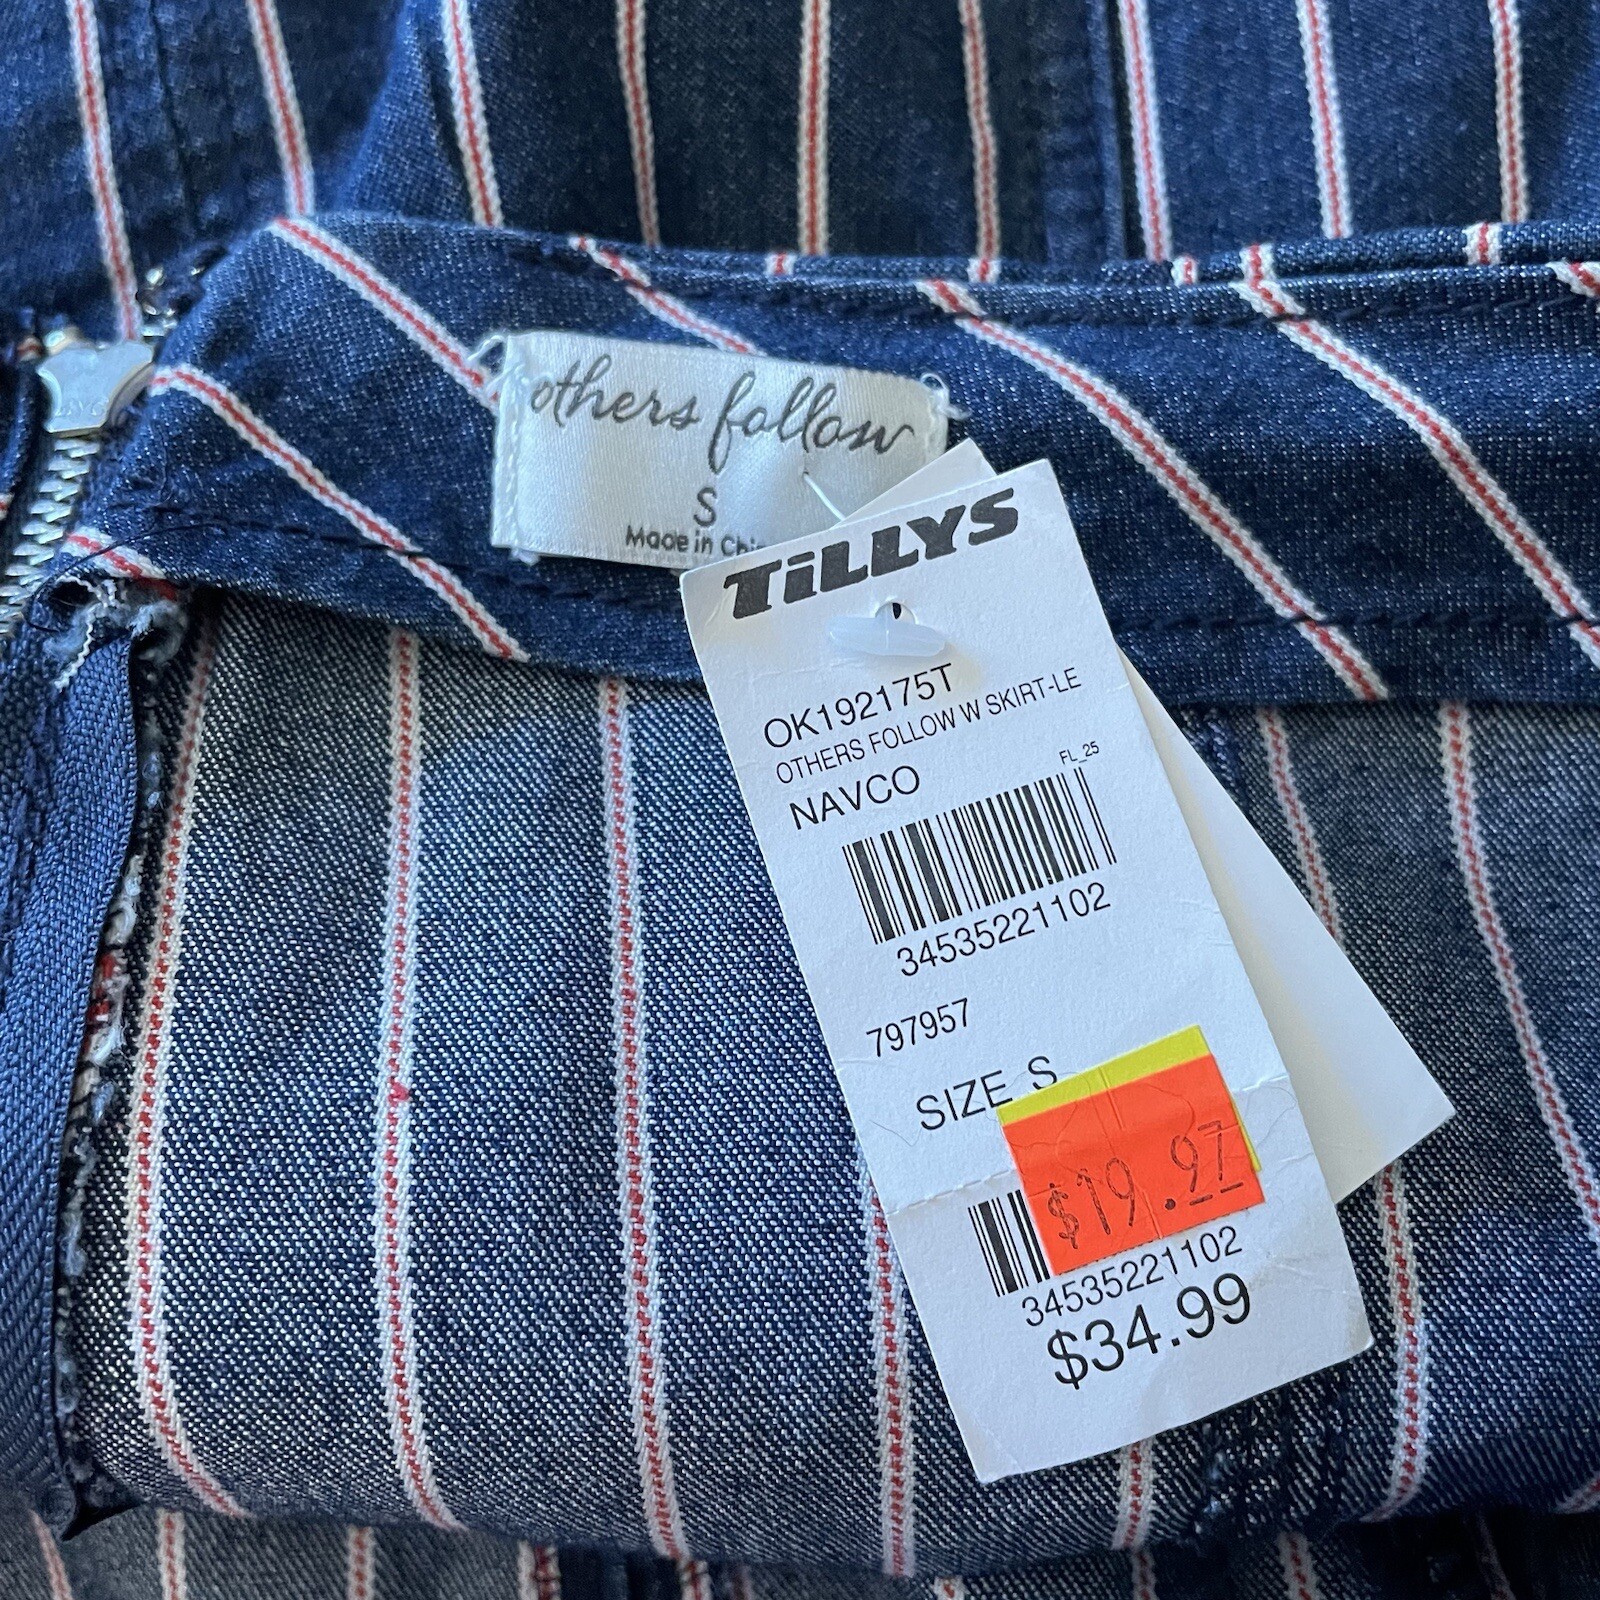 others follow
S
Made in Chi
TiLLYS
OK192175T
OTHERS FOLLOW W SKIRT-LE
NAVCO
FL_25
34535221102
797957
SIZE S
$19.97
34535221102
$34.99